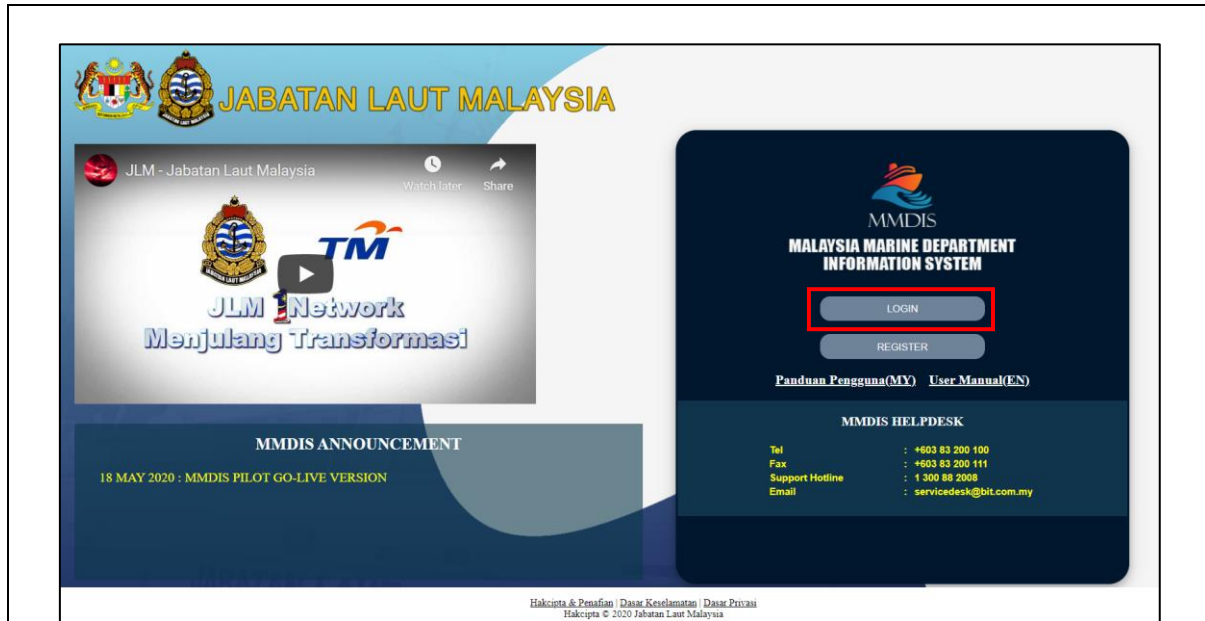 JABATAN LAUT MALAYSIA
JLM - Jabatan Laut Malaysia
Watch later
Share
TM
JLM 1Network
Menjulang Transformasi
MMDIS ANNOUNCEMENT
18 MAY 2020 : MMDIS PILOT GO-LIVE VERSION
MMDIS
MALAYSIA MARINE DEPARTMENT
INFORMATION SYSTEM
LOGIN
REGISTER
Panduan Pengguna(MY) User Manual(EN)
MMDIS HELPDESK
Tel : +603 83 200 100
Fax : +603 83 200 111
Support Hotline : 1 300 88 2008
Email : servicedesk@bit.com.my
Hakcipta & Penafian | Dasar Keselamatan | Dasar Privasi
Hakcipta © 2020 Jabatan Laut Malaysia